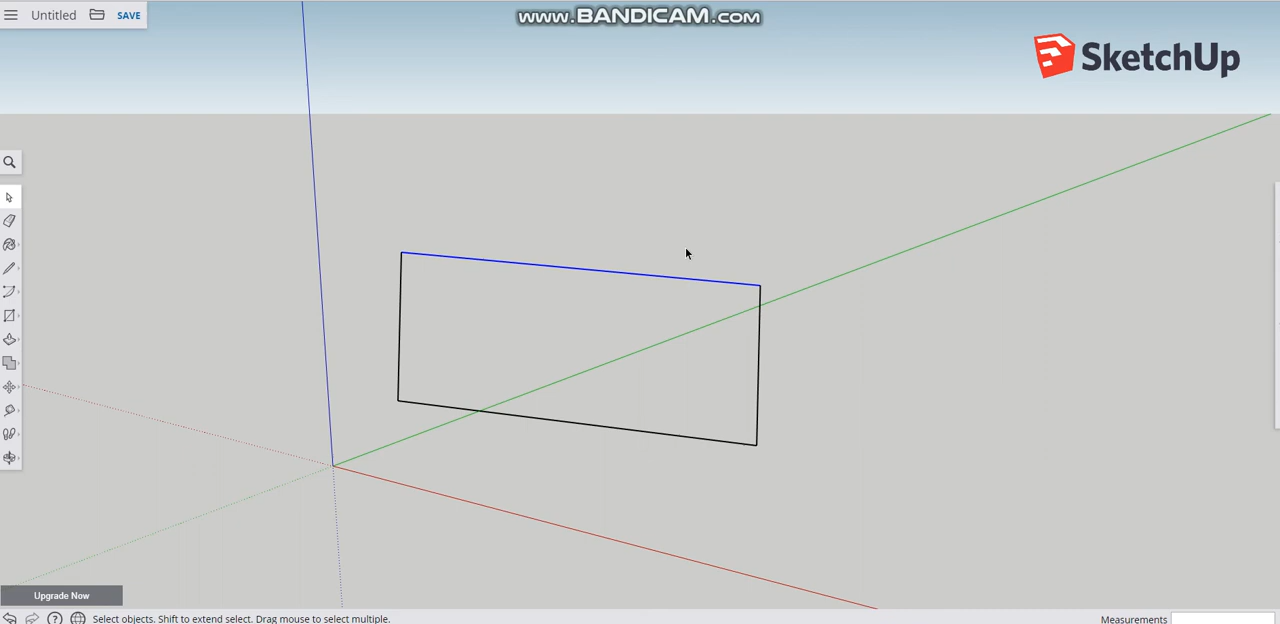 Untitled
SAVE
www.BANDICAM.com
SketchUp
Upgrade Now
Select objects. Shift to extend select. Drag mouse to select multiple.
Measurements